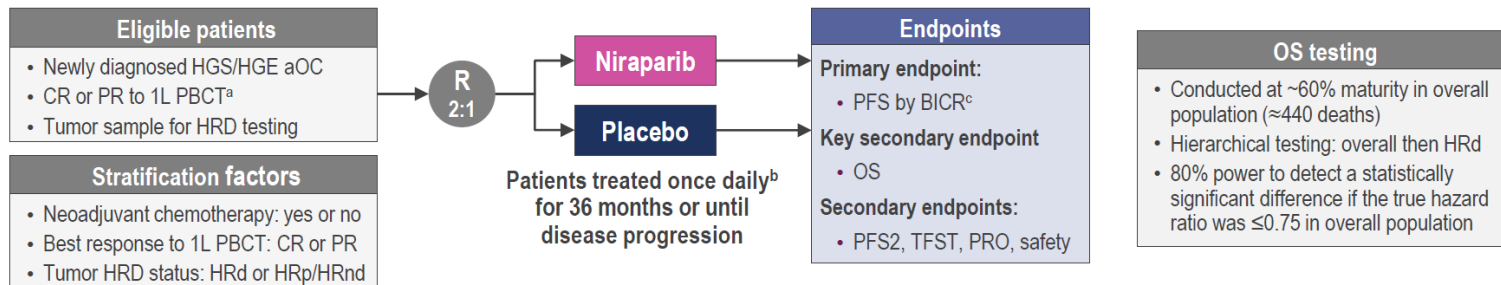 Eligible patients
• Newly diagnosed HGS/HGE aOC
• CR or PR to 1L PBCTᵃ
• Tumor sample for HRD testing
Stratification factors
• Neoadjuvant chemotherapy: yes or no
• Best response to 1L PBCT: CR or PR
• Tumor HRD status: HRd or HRp/HRnd
R
2:1
Niraparib
Placebo
Patients treated once dailyᵇ
for 36 months or until
disease progression
Endpoints
Primary endpoint:
• PFS by BICRᶜ
Key secondary endpoint
• OS
Secondary endpoints:
• PFS2, TFST, PRO, safety
OS testing
• Conducted at ~60% maturity in overall
population (≈440 deaths)
• Hierarchical testing: overall then HRd
• 80% power to detect a statistically
significant difference if the true hazard
ratio was ≤0.75 in overall population